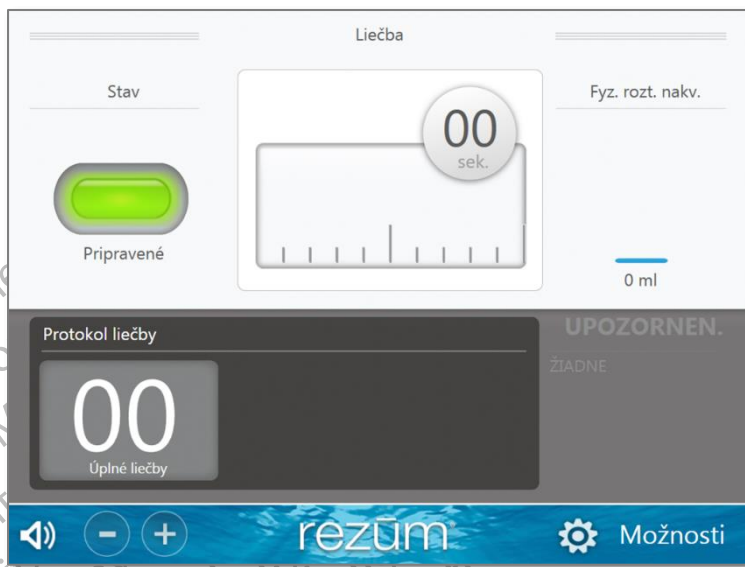 Liečba
Stav
00
sek.
Fyz. rozt. nakv.
Pripravené
0 ml
Protokol liečby
00
Úplné liečby
UPOZORNEN.
ŽIADNE
rezūm
Možnosti